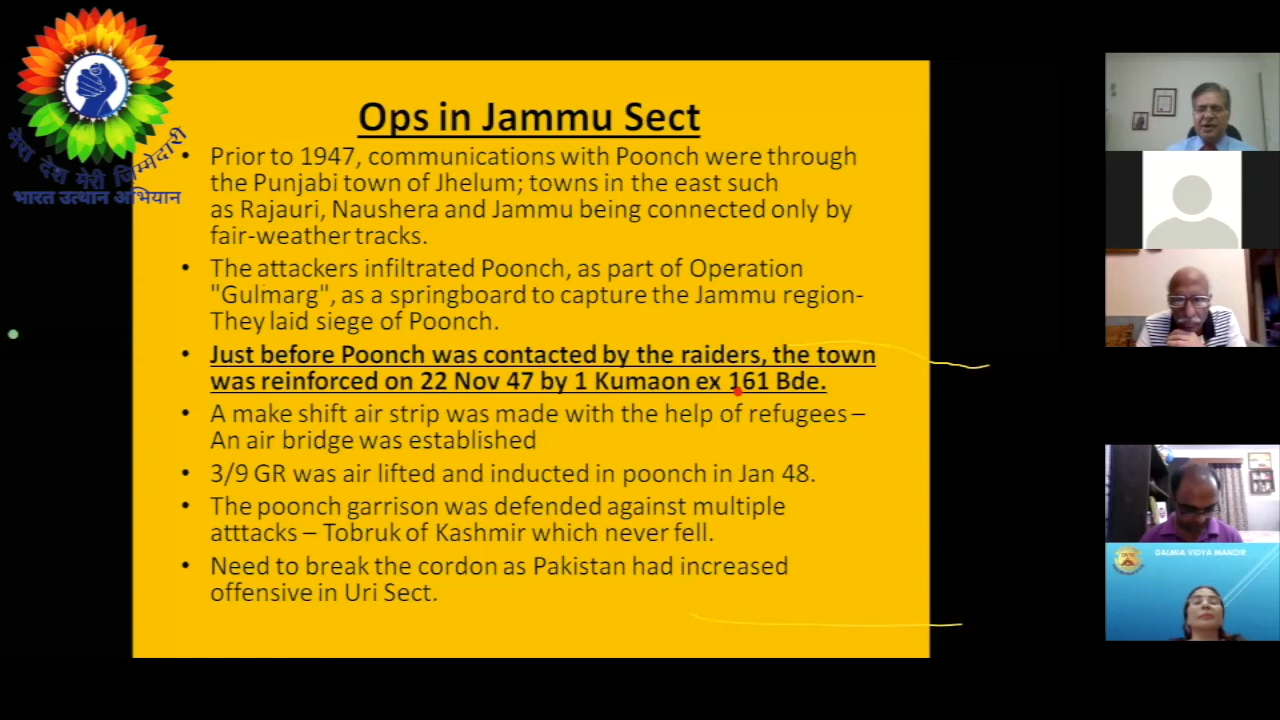 Ops in Jammu Sect
• Prior to 1947, communications with Poonch were through
the Punjabi town of Jhelum; towns in the east such
as Rajauri, Naushera and Jammu being connected only by
fair-weather tracks.
• The attackers infiltrated Poonch, as part of Operation
"Gulmarg", as a springboard to capture the Jammu region-
They laid siege of Poonch.
• Just before Poonch was contacted by the raiders, the town
was reinforced on 22 Nov 47 by 1 Kumaon ex 161 Bde.
• A make shift air strip was made with the help of refugees –
An air bridge was established
• 3/9 GR was air lifted and inducted in poonch in Jan 48.
• The poonch garrison was defended against multiple
atttacks – Tobruk of Kashmir which never fell.
• Need to break the cordon as Pakistan had increased
offensive in Uri Sect.
मेरा देश मेरी जिम्मेदारी
भारत उत्थान अभियान
DALMIA VIDYA MANDIR